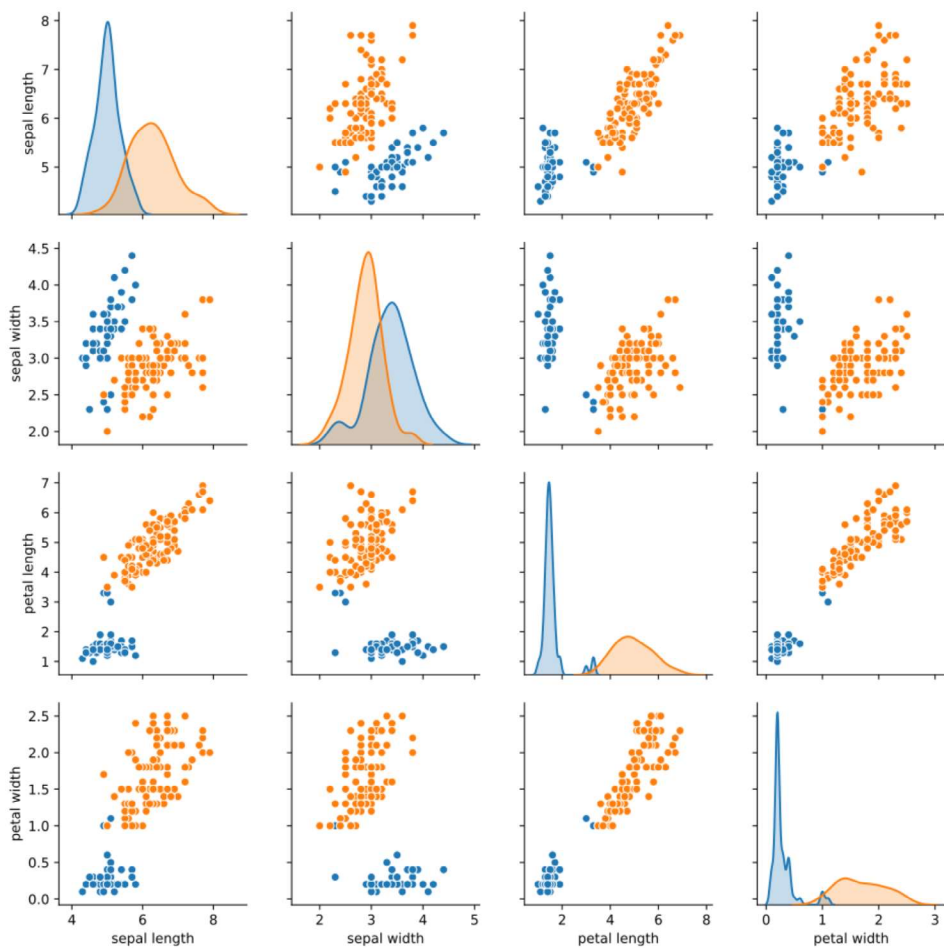 sepal length
8
7
6
5
sepal width
4.5
4.0
3.5
3.0
2.5
2.0
petal length
7
6
5
4
3
2
1
petal width
2.5
2.0
1.5
1.0
0.5
0.0
4 6 8
2 3 4 5
2 4 6 8
0 1 2 3
sepal length sepal width petal length petal width